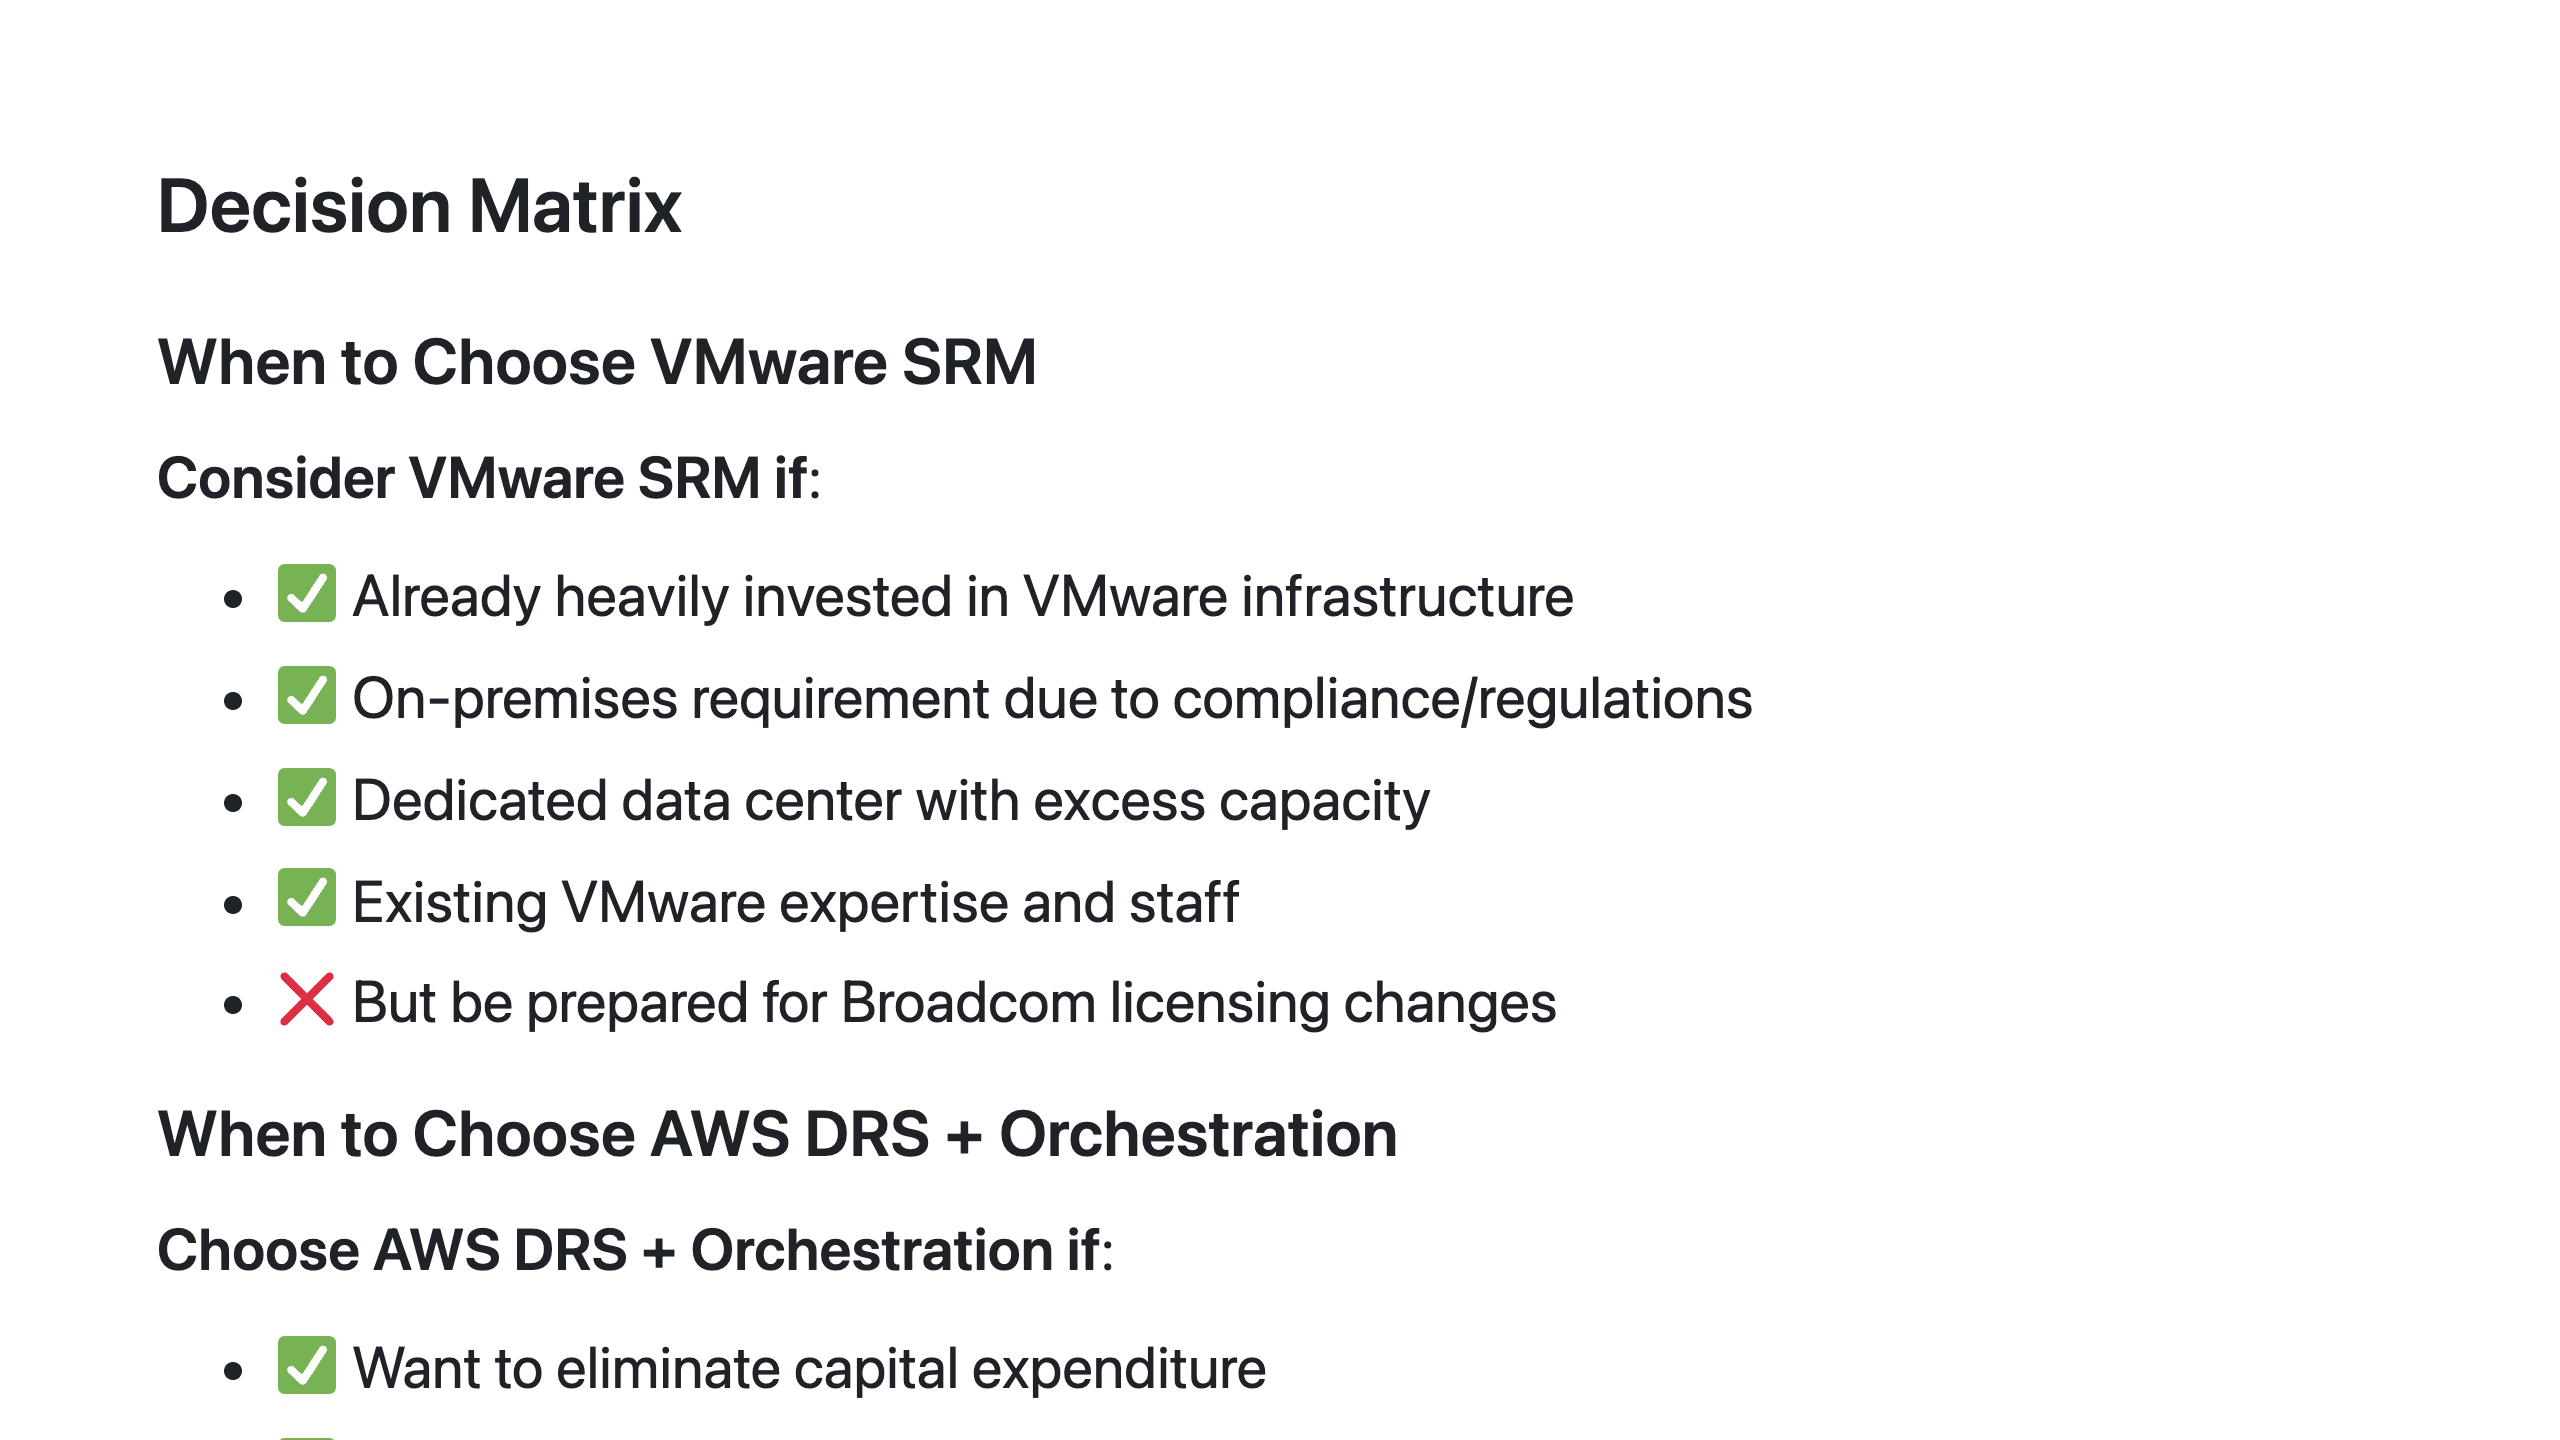 Decision Matrix
When to Choose VMware SRM
Consider VMware SRM if:
• ✅ Already heavily invested in VMware infrastructure
• ✅ On-premises requirement due to compliance/regulations
• ✅ Dedicated data center with excess capacity
• ✅ Existing VMware expertise and staff
• ❌ But be prepared for Broadcom licensing changes
When to Choose AWS DRS + Orchestration
Choose AWS DRS + Orchestration if:
• ✅ Want to eliminate capital expenditure